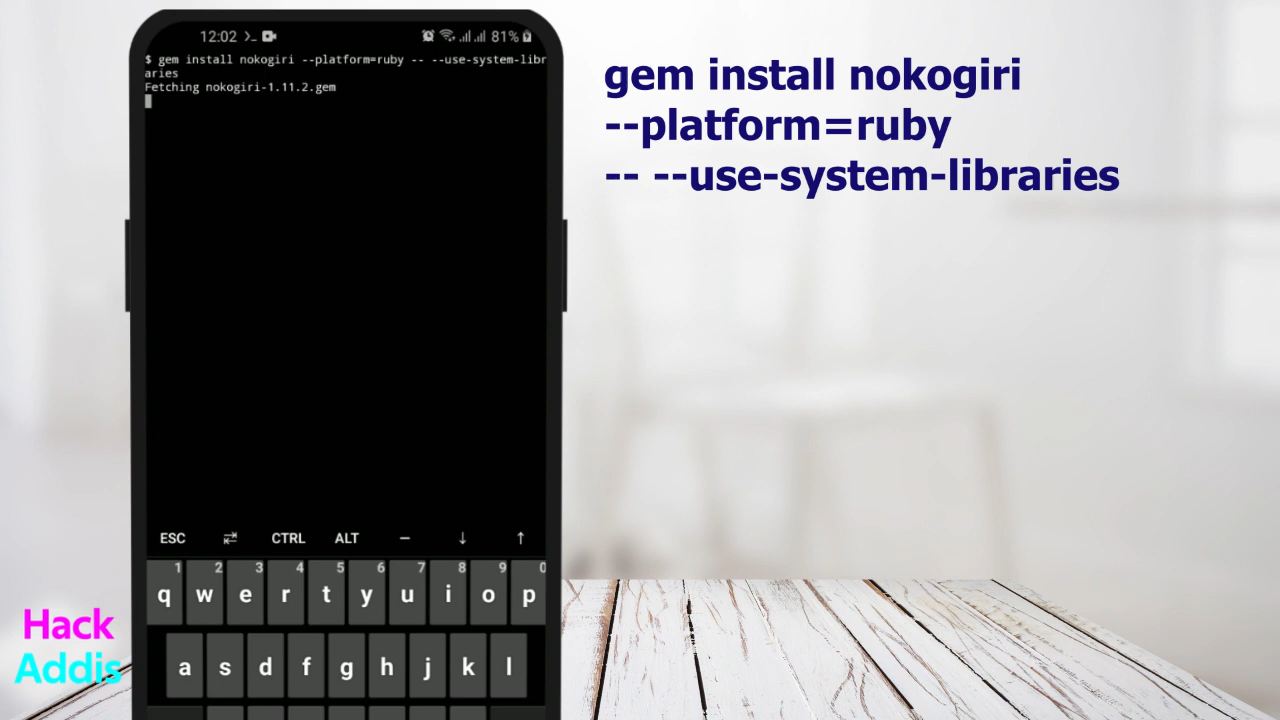 12:02 >_ 81%
$ gem install nokogiri --platform=ruby -- --use-system-libr
aries
Fetching nokogiri-1.11.2.gem
gem install nokogiri
--platform=ruby
-- --use-system-libraries
ESC ⇄ CTRL ALT – ↓ ↑
1 2 3 4 5 6 7 8 9 0
q w e r t y u i o p
a s d f g h j k l
Hack
Addis